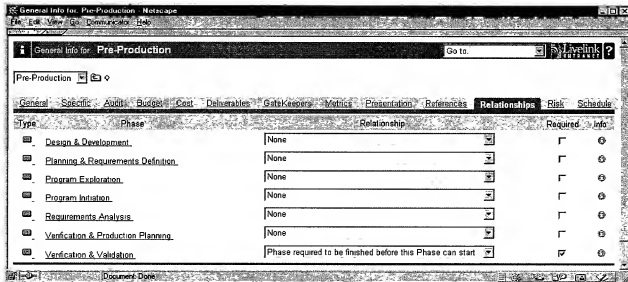 General Info for: Pre-Production - Netscape
File Edit View Go Communicator Help
i General Info for: Pre-Production Go to. Livelink INTRANET ?
Pre-Production
General Specific Audits Budget Cost Deliverables GateKeepers Metrics Presentation References Relationships Risk Schedule
Type Phase Relationship Required Info
Design & Development None
Planning & Requirements Definition None
Program Exploration None
Program Initiation None
Requirements Analysis None
Verification & Production Planning None
Verification & Validation Phase required to be finished before this Phase can start
Document: Done